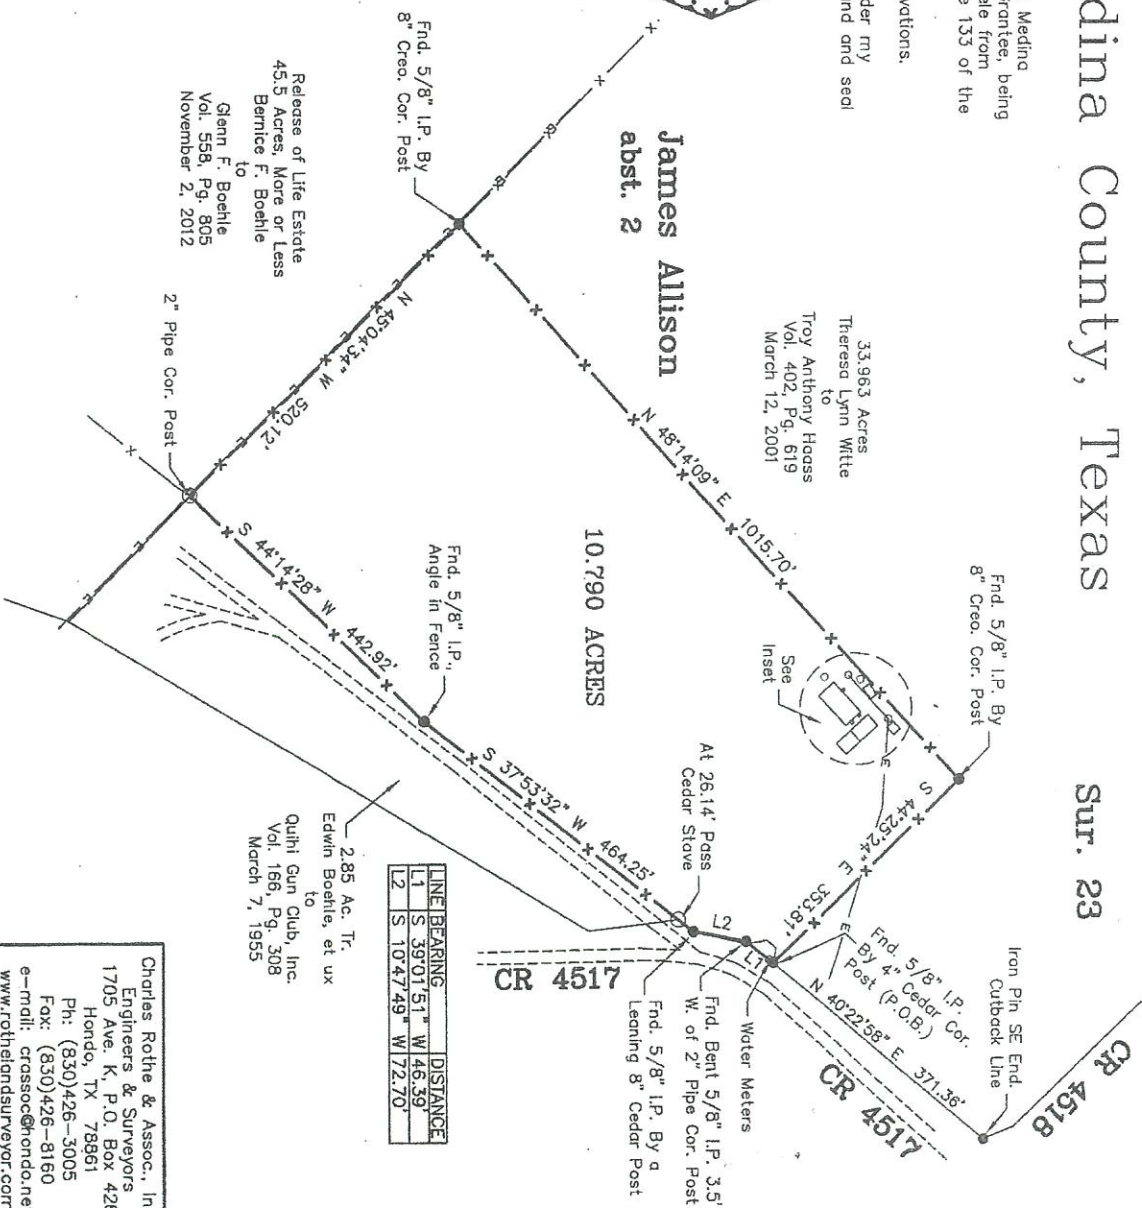 dina County, Texas
Sur. 23
Medina
rantee, being
ele from
e 133 of the
vations.
der my
nd and seal
James Allison
abst. 2
Fnd. 5/8" I.P. By
8" Creo. Cor. Post
Release of Life Estate
45.5 Acres, More or Less
Bernice F. Boehle
to
Glenn F. Boehle
Vol. 558, Pg. 805
November 2, 2012
33.963 Acres
Theresa Lynn Witte
to
Troy Anthony Haass
Vol. 402, Pg. 619
March 12, 2001
N 48°14'09" E 1015.70'
N 45°04'34" W 520.12'
2" Pipe Cor. Post
10.790 ACRES
S 44°14'28" W 442.92'
Fnd. 5/8" I.P.,
Angle in Fence
S 37°53'32" W 464.25'
See
Inset
Fnd. 5/8" I.P. By
8" Creo. Cor. Post
S 44°25'24" E 353.81'
E
E
At 26.14' Pass
Cedar Stave
L2
L1
Fnd. 5/8" I.P.
By 4" Cedar Cor.
Post (P.O.B.)
Iron Pin SE End.
Cutback Line
CR 4518
N 40°22'58" E 371.36'
CR 4517
CR 4517
Water Meters
Fnd. Bent 5/8" I.P. 3.5'
W. of 2" Pipe Cor. Post
Fnd. 5/8" I.P. By a
Leaning 8" Cedar Post
2.85 Ac. Tr.
Edwin Boehle, et ux
to
Quihi Gun Club, Inc.
Vol. 166, Pg. 308
March 7, 1955
LINE BEARING DISTANCE
L1 S 39°01'51" W 46.39'
L2 S 10°47'49" W 72.70'
Charles Rothe & Assoc., In
Engineers & Surveyors
1705 Ave. K, P.O. Box 426
Hondo, TX 78861
Ph: (830)426-3005
Fax: (830)426-8160
e-mail: crassoc@hondo.ne
www.rothelandsurveyor.com